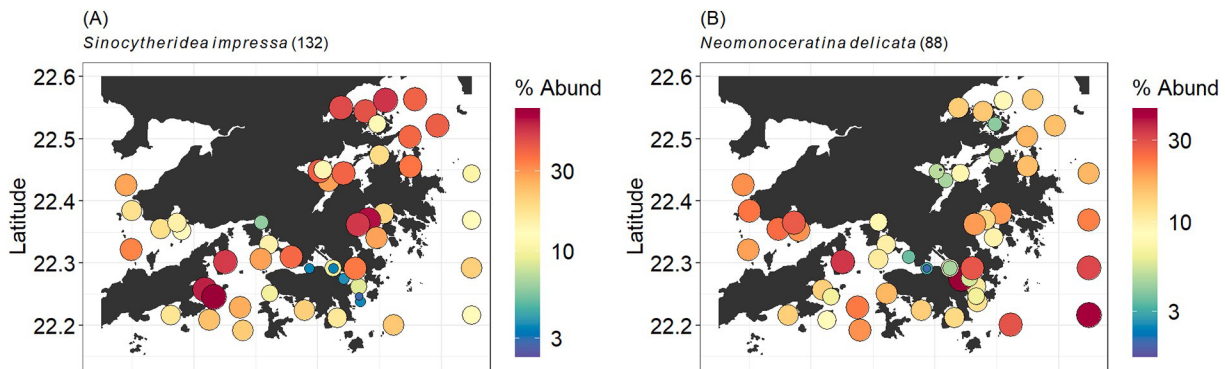 (A)
Sinocytheridea impressa (132)
Latitude
22.6
22.5
22.4
22.3
22.2
% Abund
30
10
3
(B)
Neomonoceratina delicata (88)
Latitude
22.6
22.5
22.4
22.3
22.2
% Abund
30
10
3